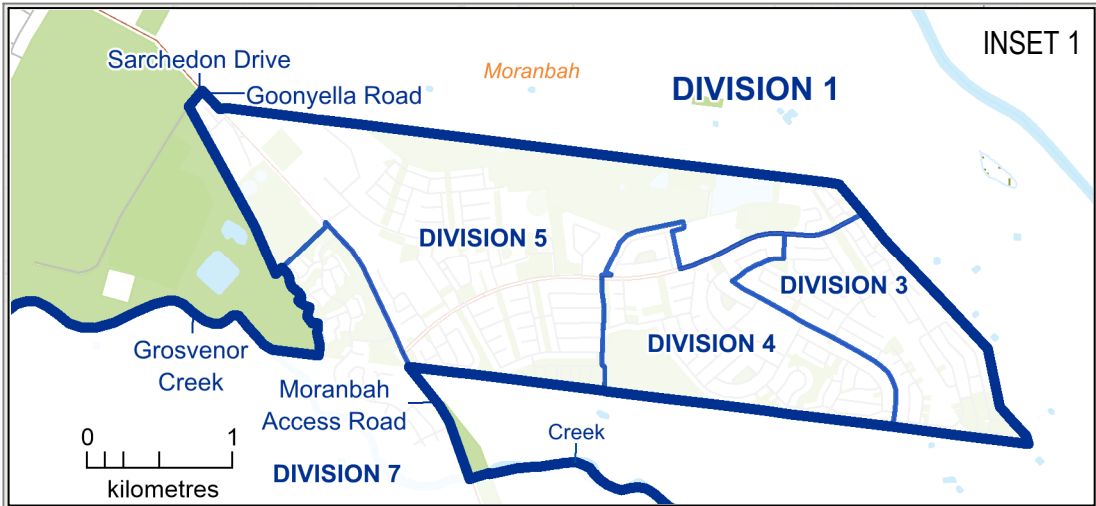 INSET 1
Sarchedon Drive
Goonyella Road
Moranbah
DIVISION 1
DIVISION 5
DIVISION 3
DIVISION 4
Grosvenor
Creek
Moranbah
Access Road
Creek
DIVISION 7
0 1
kilometres